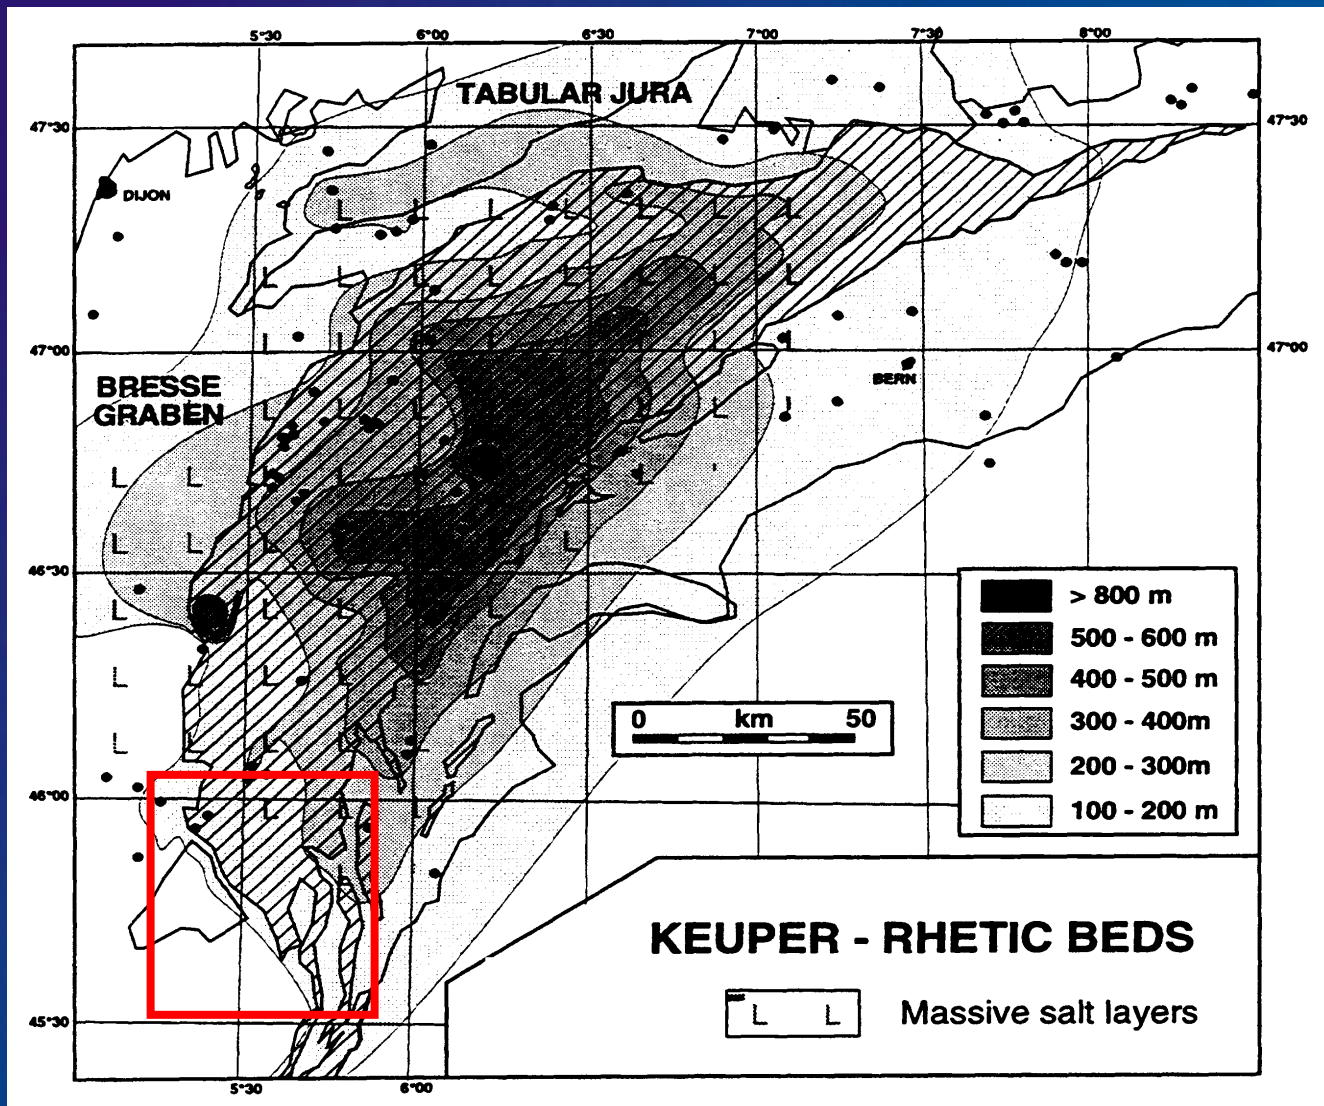 5°30 6°00 6°30 7°00 7°30 8°00
TABULAR JURA
47°30 47°30
DIJON
47°00 47°00
BRESSE
GRABEN
BERN
46°30
> 800 m
500 - 600 m
400 - 500 m
300 - 400m
200 - 300m
100 - 200 m
0 km 50
46°00
KEUPER - RHETIC BEDS
L L Massive salt layers
45°30
5°30 6°00